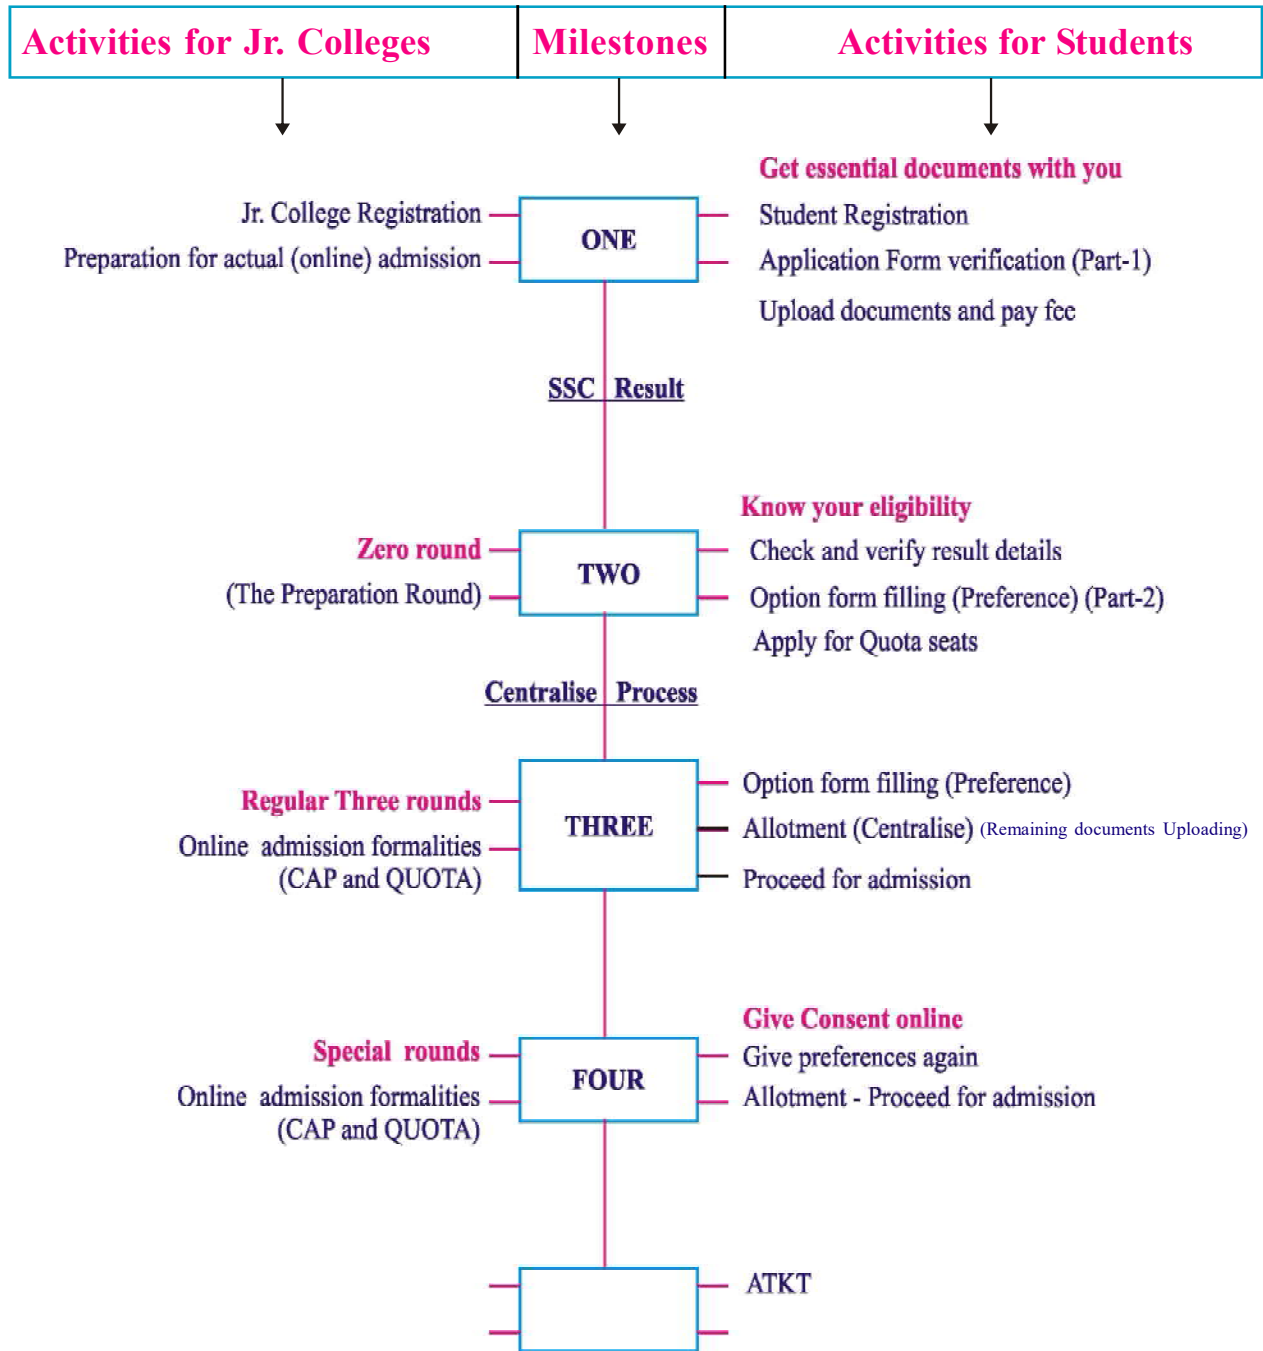 Activities for Jr. Colleges
Milestones
Activities for Students
Get essential documents with you
Jr. College Registration
Preparation for actual (online) admission
ONE
Student Registration
Application Form verification (Part-1)
Upload documents and pay fee
SSC Result
Know your eligibility
Zero round
(The Preparation Round)
TWO
Check and verify result details
Option form filling (Preference) (Part-2)
Apply for Quota seats
Centralise Process
Regular Three rounds
Online admission formalities
(CAP and QUOTA)
THREE
Option form filling (Preference)
Allotment (Centralise) (Remaining documents Uploading)
Proceed for admission
Give Consent online
Special rounds
Online admission formalities
(CAP and QUOTA)
FOUR
Give preferences again
Allotment - Proceed for admission
ATKT